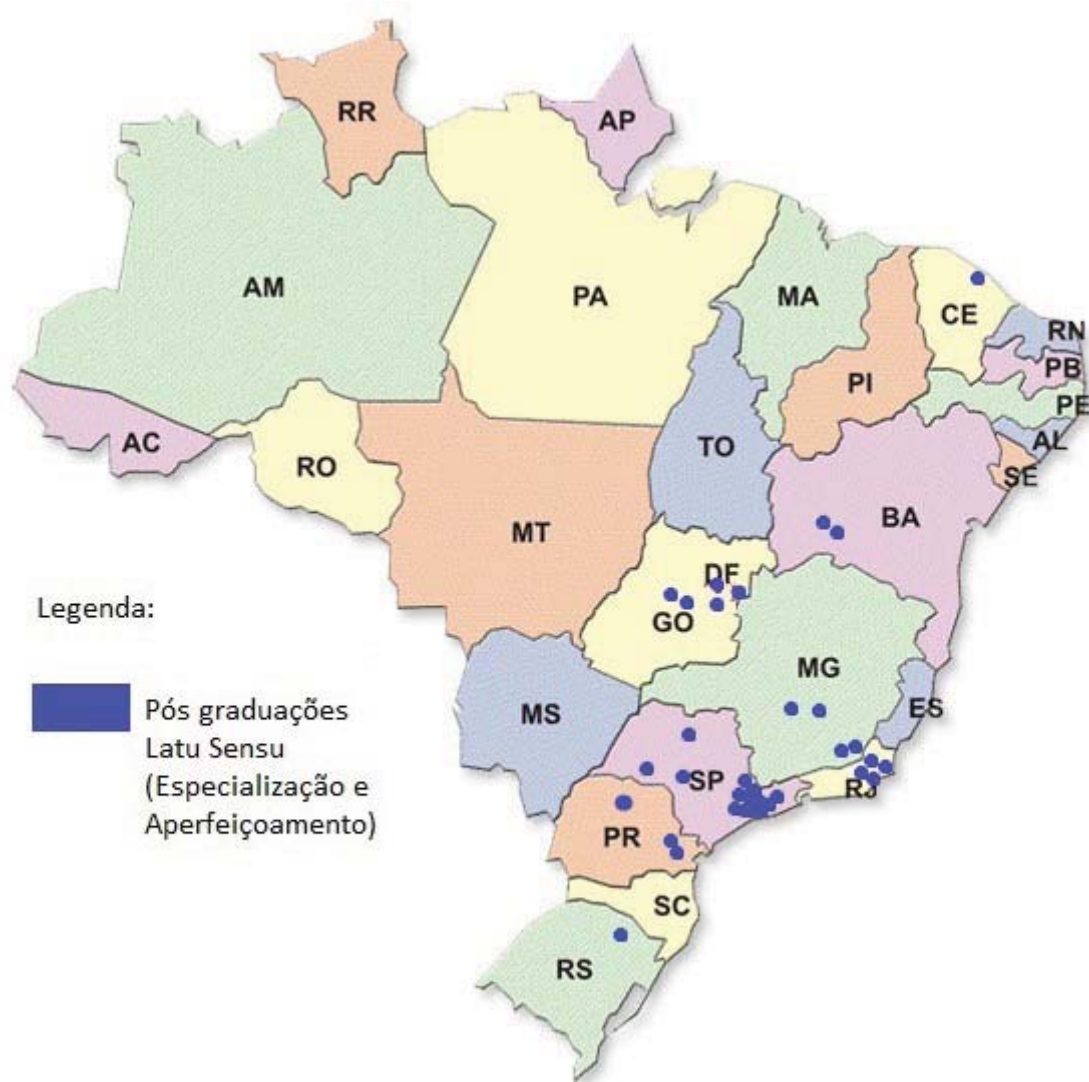 RR
AP
AM
PA
MA
CE
RN
PB
PI
PE
AC
TO
AL
RO
SE
BA
MT
DF
Legenda:
GO
MG
MS
ES
Pós graduações
Latu Sensu
(Especialização e
Aperfeiçoamento)
SP
RJ
PR
SC
RS